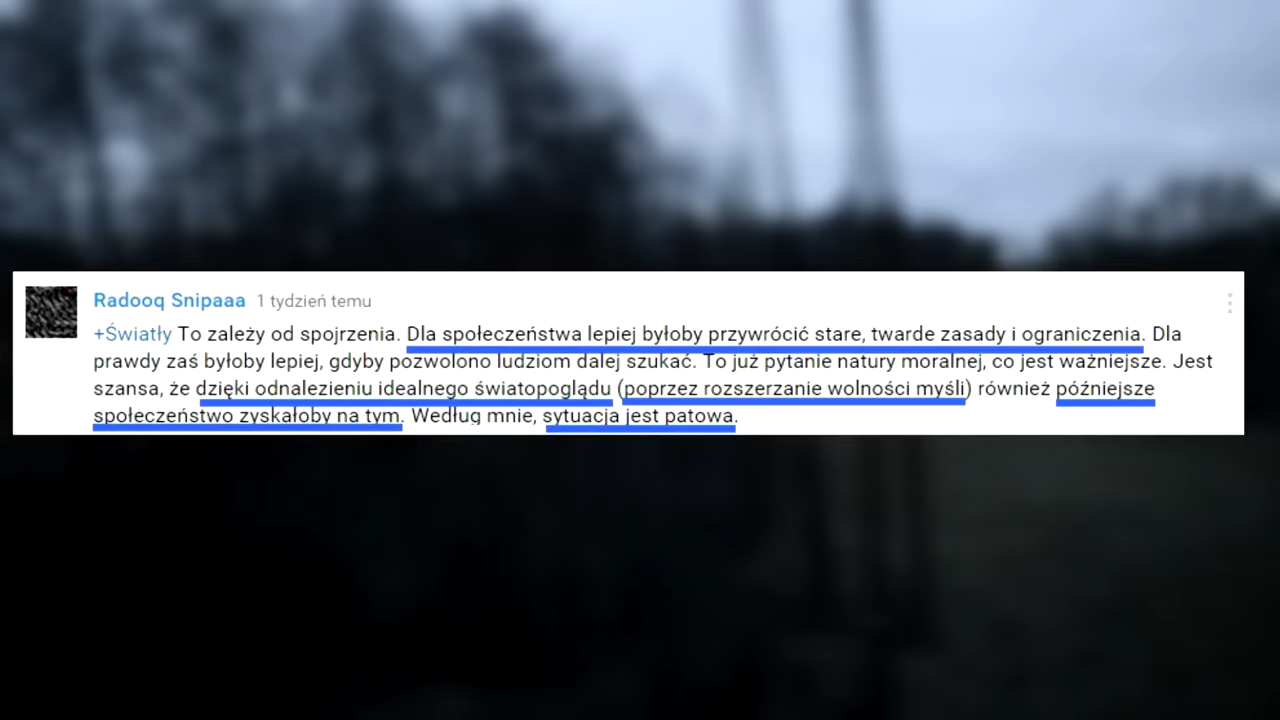 Radooq Snipaaa 1 tydzień temu
+Światły To zależy od spojrzenia. Dla społeczeństwa lepiej byłoby przywrócić stare, twarde zasady i ograniczenia. Dla
prawdy zaś byłoby lepiej, gdyby pozwolono ludziom dalej szukać. To już pytanie natury moralnej, co jest ważniejsze. Jest
szansa, że dzięki odnalezieniu idealnego światopoglądu (poprzez rozszerzanie wolności myśli) również późniejsze
społeczeństwo zyskałoby na tym. Według mnie, sytuacja jest patowa.